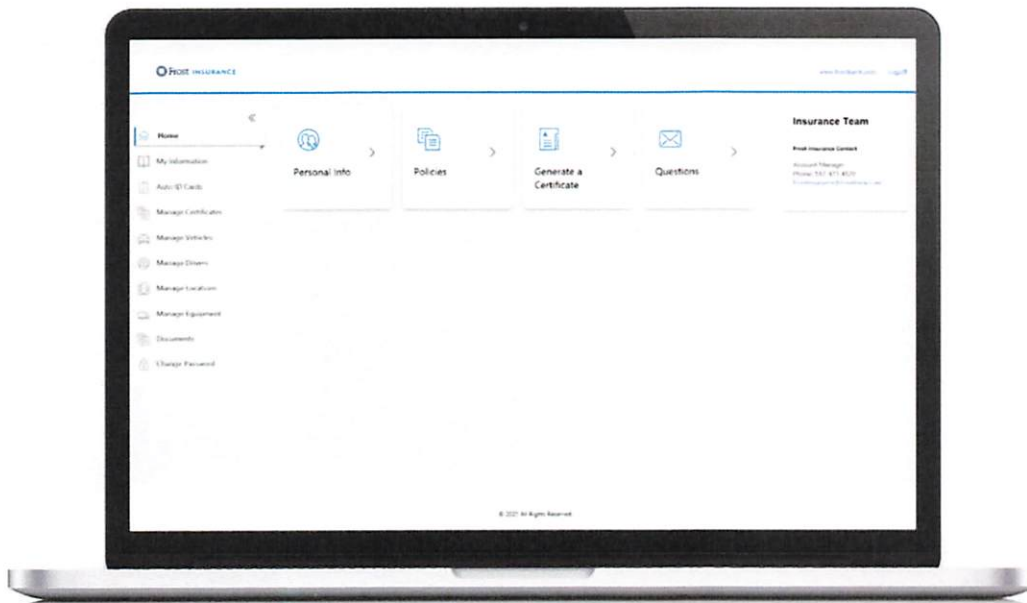 Frost INSURANCE
Logoff
Home
My Information
Auto ID Cards
Manage Certificates
Manage Vehicles
Manage Drivers
Manage Locations
Manage Equipment
Documents
Change Password
Personal Info
Policies
Generate a
Certificate
Questions
Insurance Team
Frost Insurance Contact
Account Manager
© 2021 All Rights Reserved